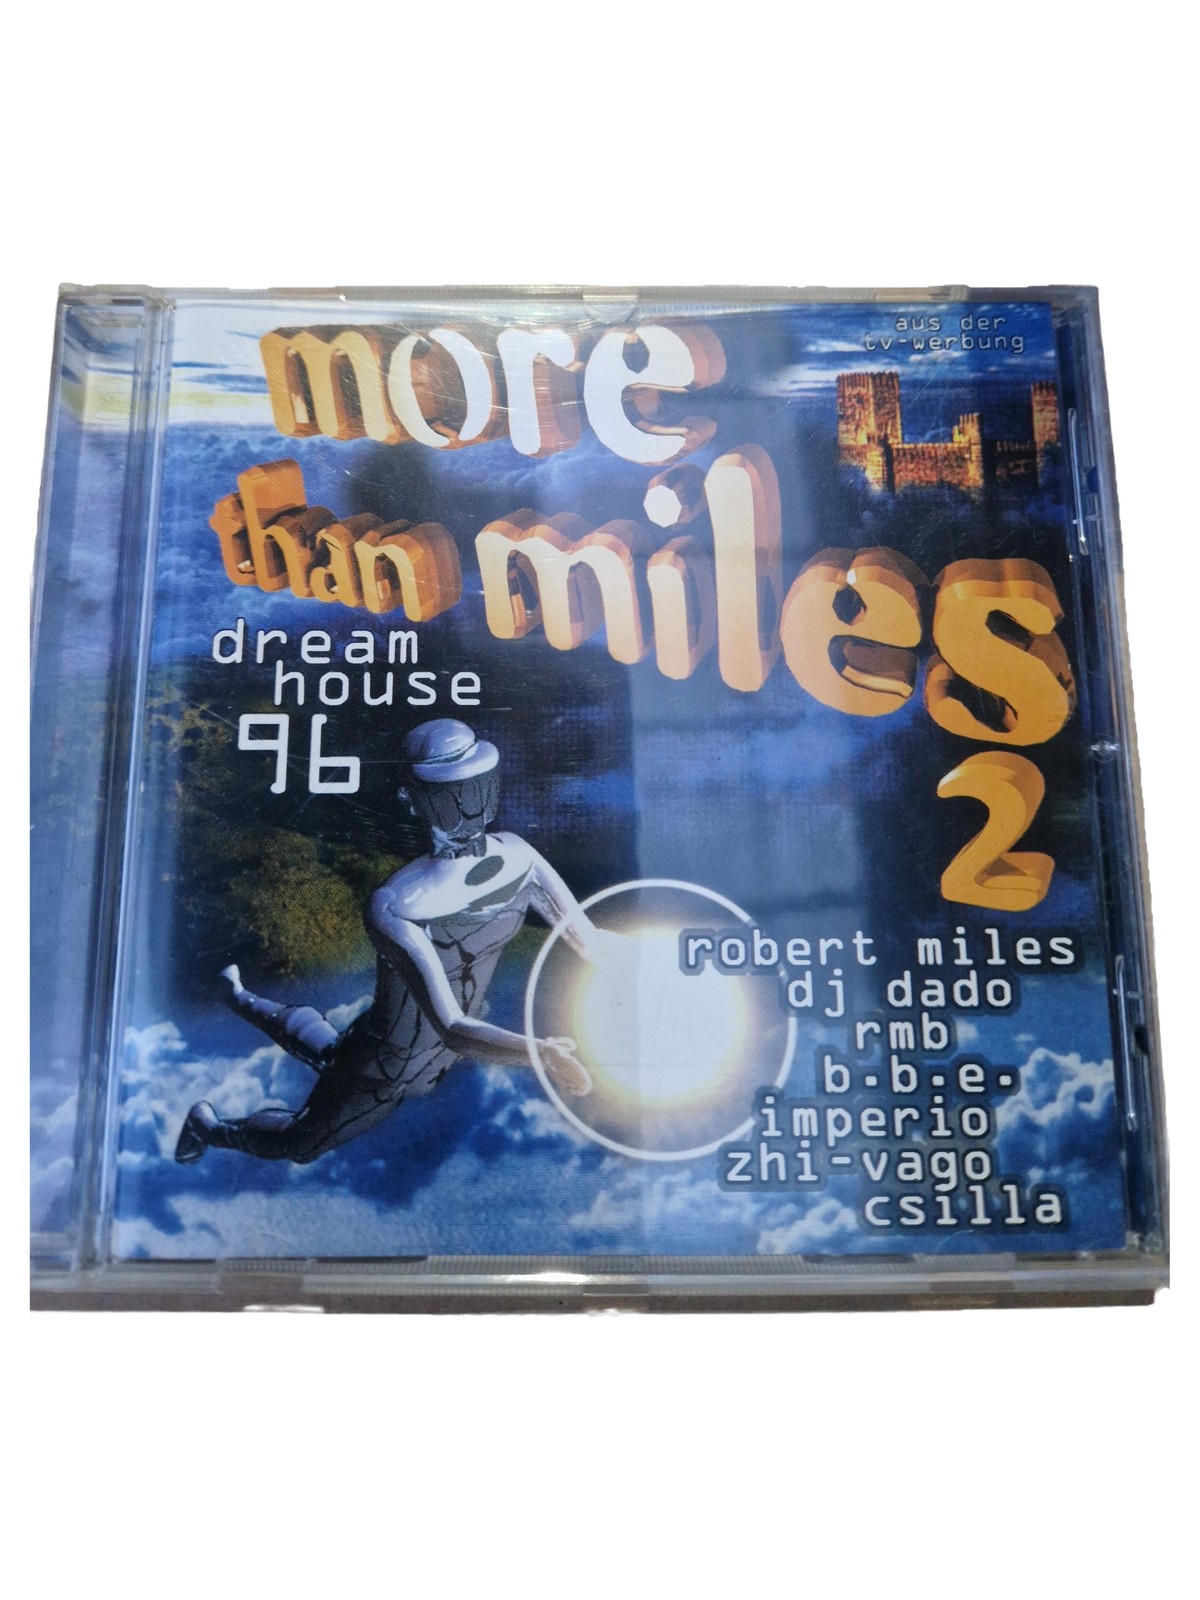 aus der
tv-werbung
more
than miles
2
dream
house
96
robert miles
dj dado
rmb
b.b.e.
imperio
zhi-vago
csilla